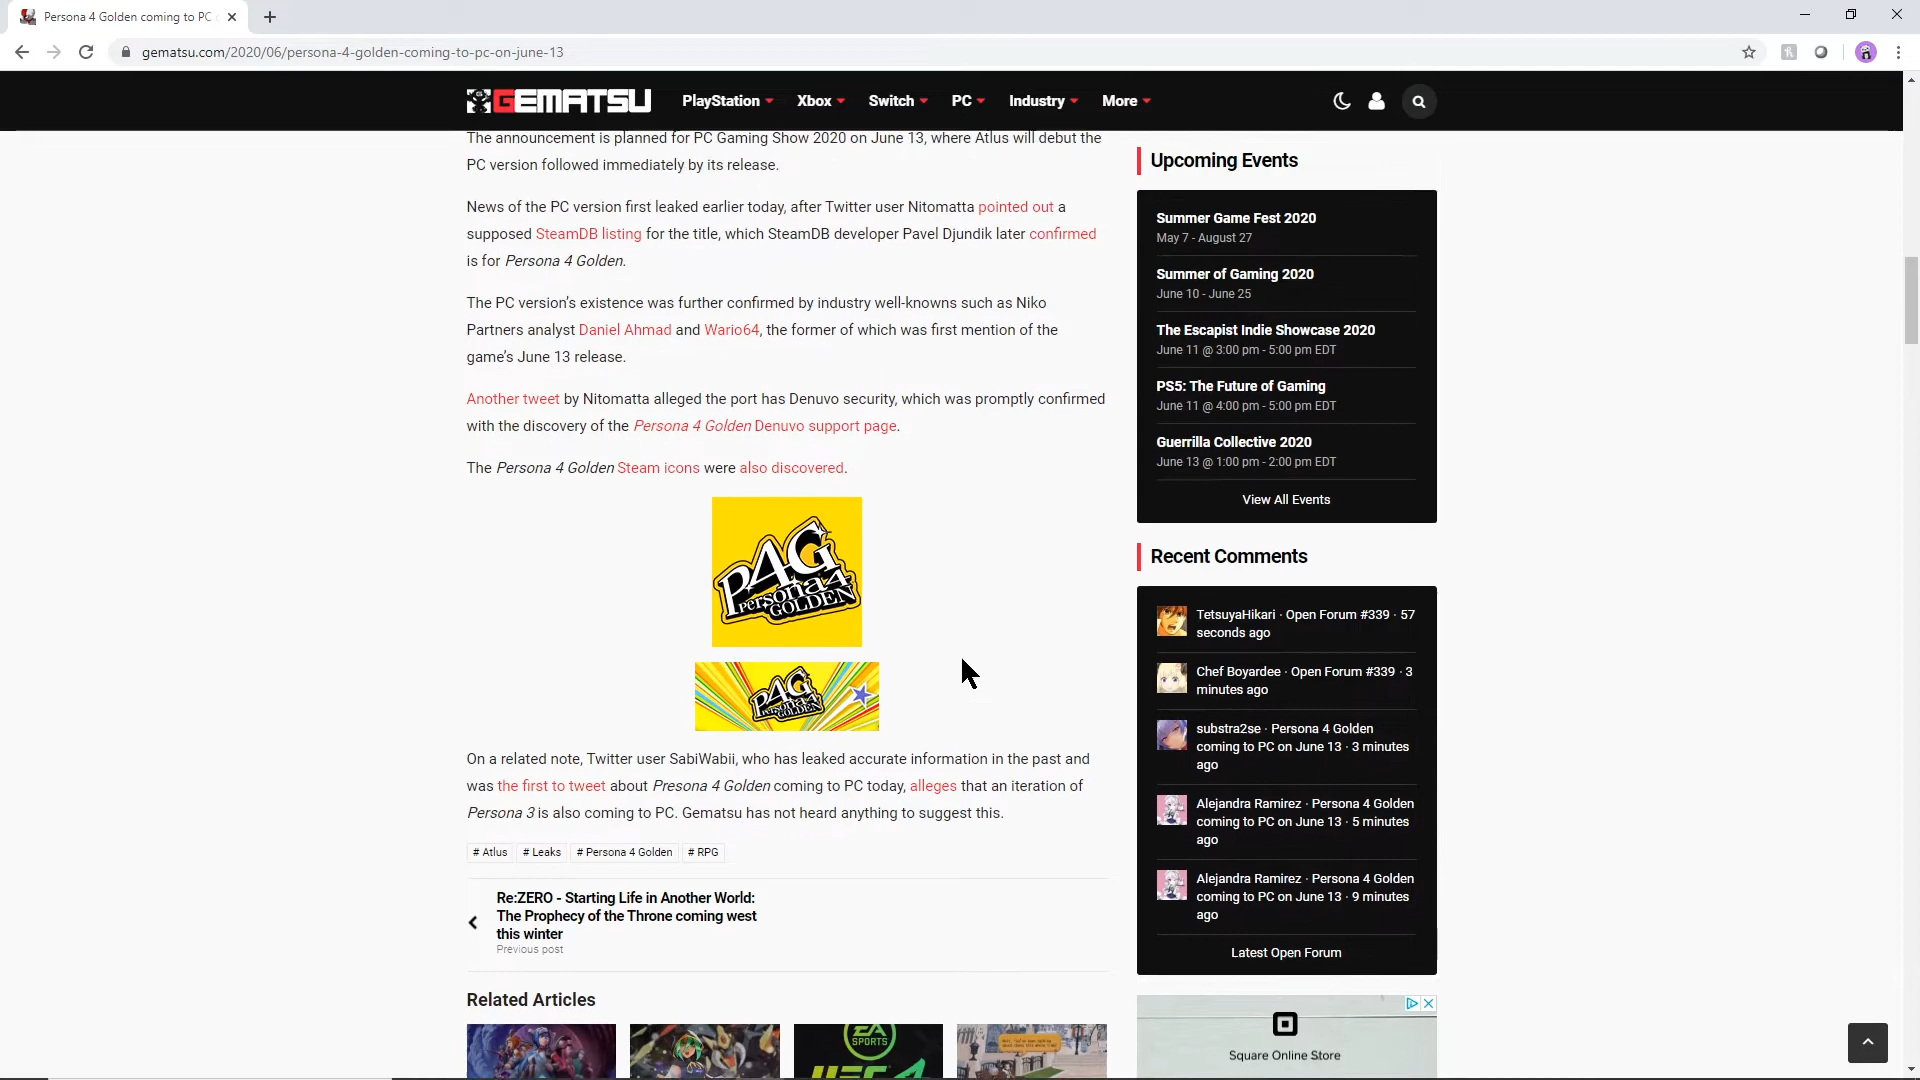 Persona 4 Golden coming to PC
gematsu.com/2020/06/persona-4-golden-coming-to-pc-on-june-13
GEMATSU
PlayStation
Xbox
Switch
PC
Industry
More
The announcement is planned for PC Gaming Show 2020 on June 13, where Atlus will debut the
PC version followed immediately by its release.
News of the PC version first leaked earlier today, after Twitter user Nitomatta pointed out a
supposed SteamDB listing for the title, which SteamDB developer Pavel Djundik later confirmed
is for Persona 4 Golden.
The PC version's existence was further confirmed by industry well-knowns such as Niko
Partners analyst Daniel Ahmad and Wario64, the former of which was first mention of the
game's June 13 release.
Another tweet by Nitomatta alleged the port has Denuvo security, which was promptly confirmed
with the discovery of the Persona 4 Golden Denuvo support page.
The Persona 4 Golden Steam icons were also discovered.
P4G
Persona4
GOLDEN
P4G
Persona4
GOLDEN
On a related note, Twitter user SabiWabii, who has leaked accurate information in the past and
was the first to tweet about Presona 4 Golden coming to PC today, alleges that an iteration of
Persona 3 is also coming to PC. Gematsu has not heard anything to suggest this.
# Atlus
# Leaks
# Persona 4 Golden
# RPG
Re:ZERO - Starting Life in Another World:
The Prophecy of the Throne coming west
this winter
Previous post
Related Articles
EA
SPORTS
Upcoming Events
Summer Game Fest 2020
May 7 - August 27
Summer of Gaming 2020
June 10 - June 25
The Escapist Indie Showcase 2020
June 11 @ 3:00 pm - 5:00 pm EDT
PS5: The Future of Gaming
June 11 @ 4:00 pm - 5:00 pm EDT
Guerrilla Collective 2020
June 13 @ 1:00 pm - 2:00 pm EDT
View All Events
Recent Comments
TetsuyaHikari · Open Forum #339 · 57
seconds ago
Chef Boyardee · Open Forum #339 · 3
minutes ago
substra2se · Persona 4 Golden
coming to PC on June 13 · 3 minutes
ago
Alejandra Ramirez · Persona 4 Golden
coming to PC on June 13 · 5 minutes
ago
Alejandra Ramirez · Persona 4 Golden
coming to PC on June 13 · 9 minutes
ago
Latest Open Forum
Square Online Store